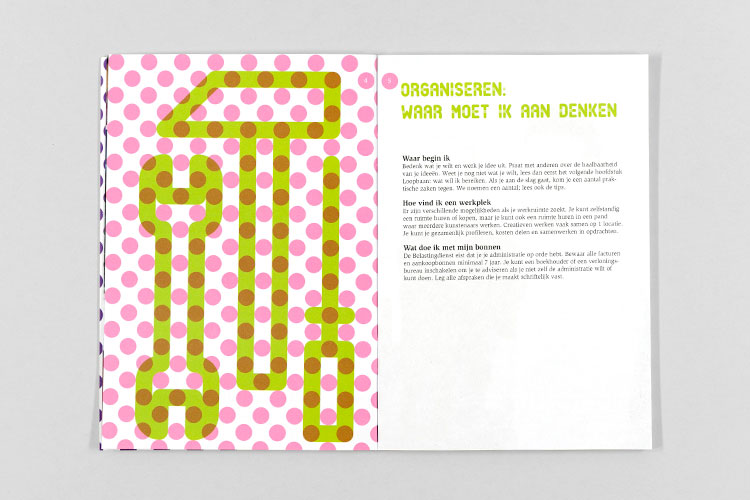 4
5
ORGANISEREN:
WAAR MOET IK AAN DENKEN
Waar begin ik
Bedenk wat je wilt en werk je idee uit. Praat met anderen over de haalbaarheid
van je ideeën. Weet je nog niet wat je wilt, lees dan eerst het volgende hoofdstuk
Loopbaan: wat wil ik bereiken. Als je aan de slag gaat, kom je een aantal prak-
tische zaken tegen. We noemen een aantal; lees ook de tips.
Hoe vind ik een werkplek
Er zijn verschillende mogelijkheden als je werkruimte zoekt. Je kunt zelfstandig
een ruimte huren of kopen, maar je kunt ook een ruimte huren in een pand
waar meerdere kunstenaars werken. Creatieven werken vaak samen op 1 locatie.
Je kunt je gezamenlijk profileren, kosten delen en samenwerken in opdrachten.
Wat doe ik met mijn bonnen
De Belastingdienst eist dat je je administratie op orde hebt. Bewaar alle facturen
en aankoopbonnen minimaal 7 jaar. Je kunt een boekhouder of een verlonings-
bureau inschakelen om je te adviseren als je niet zelf de administratie wilt of
kunt doen. Leg alle afspraken die je maakt schriftelijk vast.